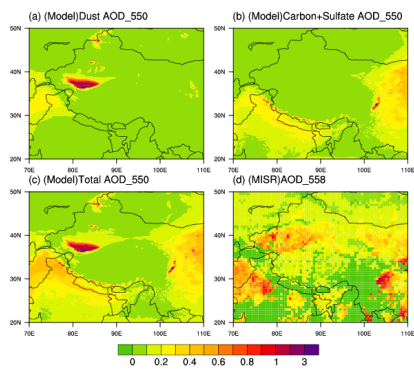 (a) (Model)Dust AOD_550
(b) (Model)Carbon+Sulfate AOD_550
50N
40N
30N
20N
70E 80E 90E 100E 110E
50N
40N
30N
20N
70E 80E 90E 100E 110E
(c) (Model)Total AOD_550
(d) (MISR)AOD_558
50N
40N
30N
20N
70E 80E 90E 100E 110E
50N
40N
30N
20N
70E 80E 90E 100E 110E
0 0.2 0.4 0.6 0.8 1 3